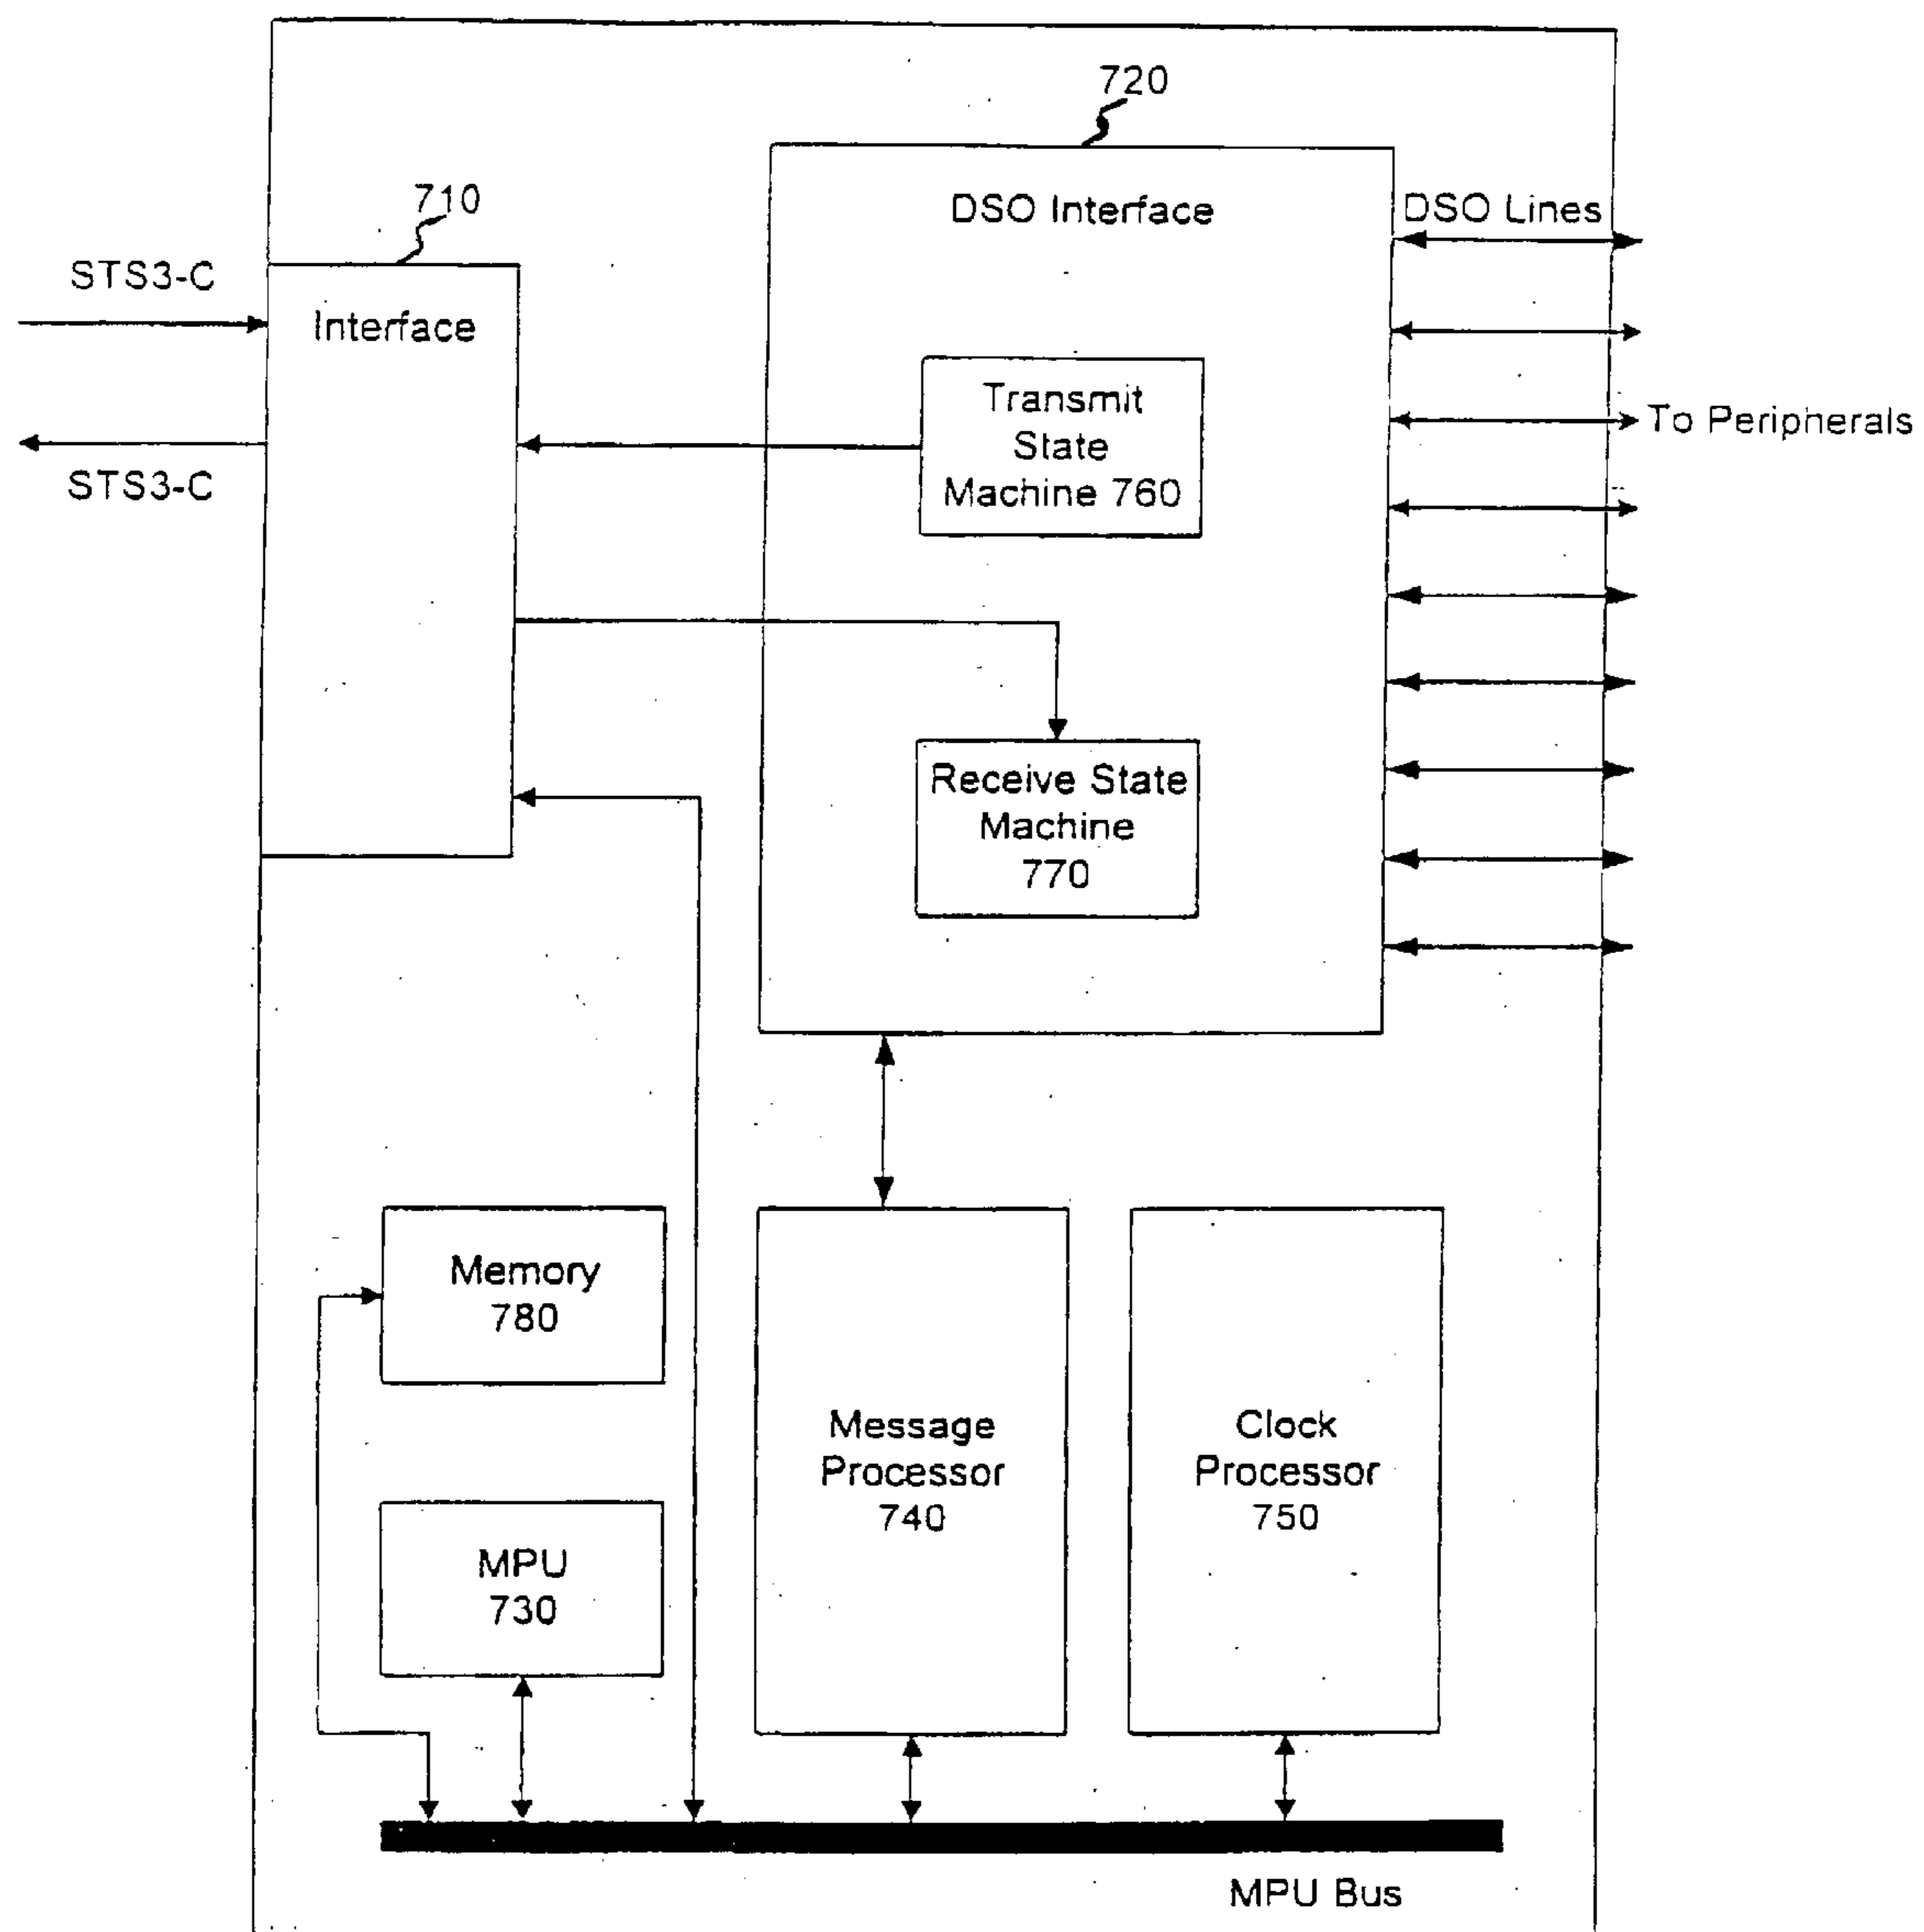 720
710
DSO Interface
DSO Lines
STS3-C
Interface
Transmit
State
Machine 760
To Peripherals
STS3-C
Receive State
Machine
770
Memory
780
Message
Processor
740
Clock
Processor
750
MPU
730
MPU Bus